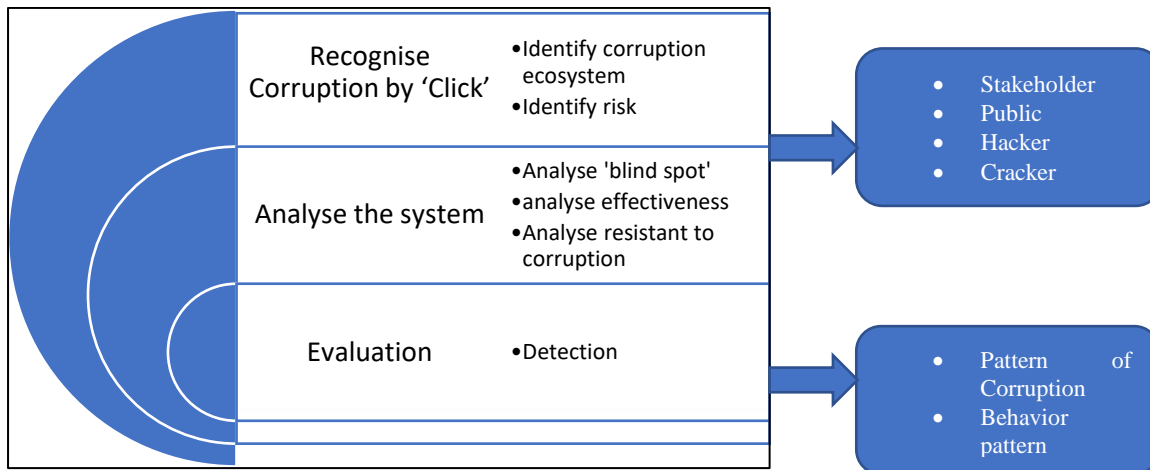 Recognise
Corruption by ‘Click’
•Identify corruption
ecosystem
•Identify risk
Analyse the system
•Analyse 'blind spot'
•analyse effectiveness
•Analyse resistant to
corruption
Evaluation
•Detection
• Stakeholder
• Public
• Hacker
• Cracker
• Pattern of
Corruption
• Behavior
pattern